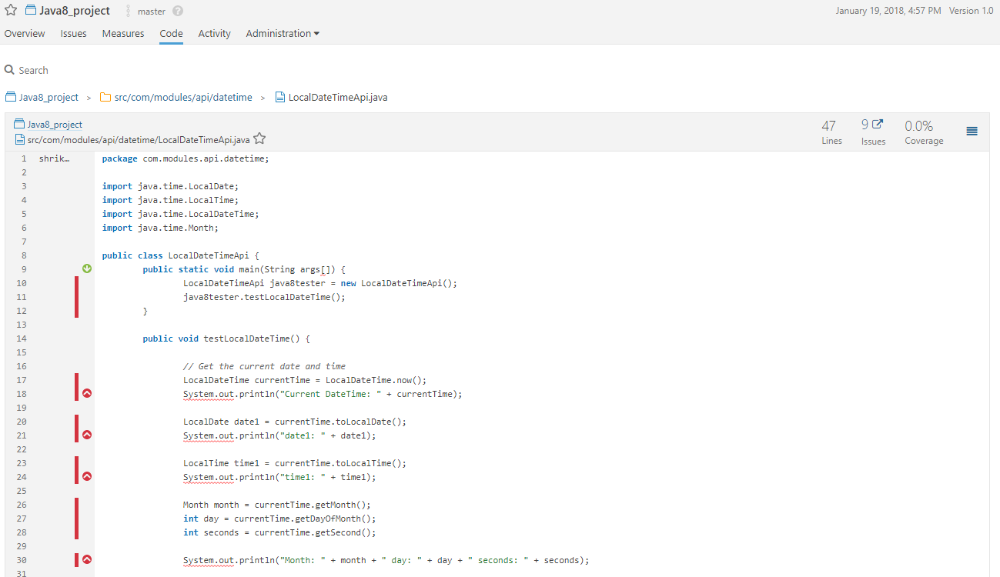 Java8_project master ? January 19, 2018, 4:57 PM Version 1.0
Overview Issues Measures Code Activity Administration
Search
Java8_project > src/com/modules/api/datetime > LocalDateTimeApi.java
Java8_project
src/com/modules/api/datetime/LocalDateTimeApi.java
47 9 0.0%
Lines Issues Coverage
1 shrik… package com.modules.api.datetime;
2
3 import java.time.LocalDate;
4 import java.time.LocalTime;
5 import java.time.LocalDateTime;
6 import java.time.Month;
7
8 public class LocalDateTimeApi {
9 public static void main(String args[]) {
10 LocalDateTimeApi java8tester = new LocalDateTimeApi();
11 java8tester.testLocalDateTime();
12 }
13
14 public void testLocalDateTime() {
15
16 // Get the current date and time
17 LocalDateTime currentTime = LocalDateTime.now();
18 System.out.println("Current DateTime: " + currentTime);
19
20 LocalDate date1 = currentTime.toLocalDate();
21 System.out.println("date1: " + date1);
22
23 LocalTime time1 = currentTime.toLocalTime();
24 System.out.println("time1: " + time1);
25
26 Month month = currentTime.getMonth();
27 int day = currentTime.getDayOfMonth();
28 int seconds = currentTime.getSecond();
29
30 System.out.println("Month: " + month + " day: " + day + " seconds: " + seconds);
31